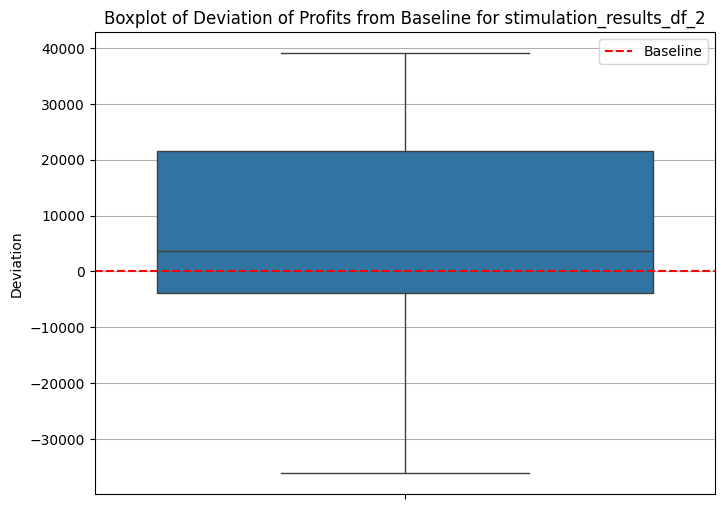 Boxplot of Deviation of Profits from Baseline for stimulation_results_df_2
Baseline
40000
30000
20000
10000
0
−10000
−20000
−30000
Deviation